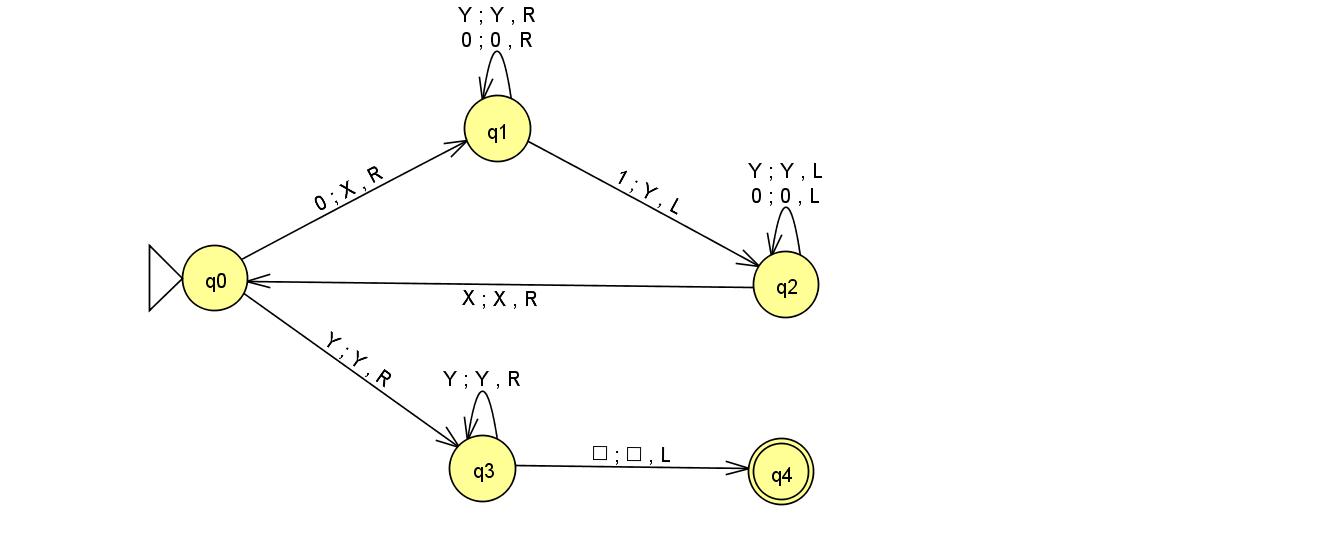 Y ; Y , R
0 ; 0 , R
q1
0 ; X , R
1 ; Y , L
Y ; Y , L
0 ; 0 , L
q0
q2
X ; X , R
Y ; Y , R
Y ; Y , R
q3
□ ; □ , L
q4